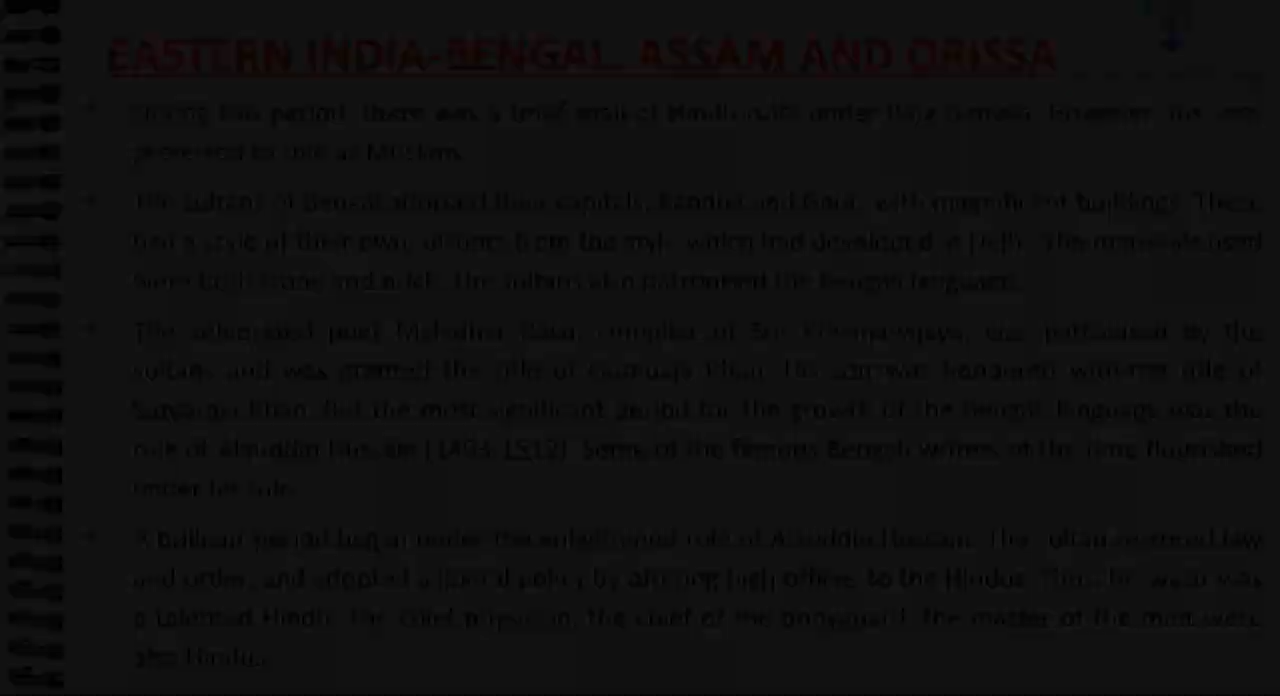 EASTERN INDIA-BENGAL, ASSAM AND ORISSA
During this period, there was a brief spell of Hindu rule under King Ganesh. However, his son
preferred to rule as Muslim.
The sultans of Bengal adorned their capitals, Pandua and Gaur, with magnificent buildings. These
had a style of their own, distinct from the style which had developed in Delhi. The materials used
were both stone and brick. The sultans also patronised the Bengali language.
The celebrated poet Maladhar Basu, compiler of Sri Krishna-vijaya, was patronised by the
sultans and was granted the title of Gunaraja Khan. His son was honoured with the title of
Satyaraja Khan. But the most significant period for the growth of the Bengali language was the
rule of Alauddin Hussain (1493-1519). Some of the famous Bengali writers of the time flourished
under his rule.
A brilliant period began under the enlightened rule of Alauddin Hussain. The sultan restored law
and order, and adopted a liberal policy by offering high offices to the Hindus. Thus, his wazir was
a talented Hindu. The chief physician, the chief of the bodyguard, the master of the mint were
also Hindus.